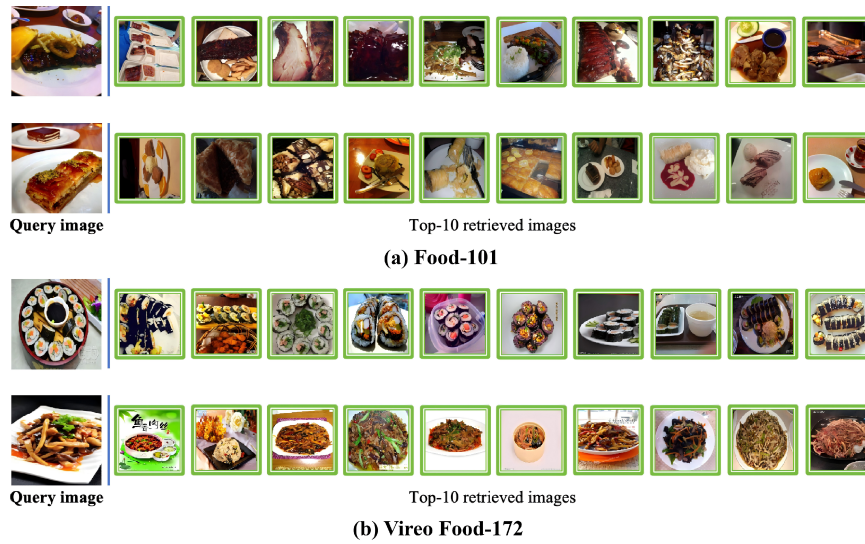 Query image
Top-10 retrieved images
(a) Food-101
Query image
Top-10 retrieved images
(b) Vireo Food-172